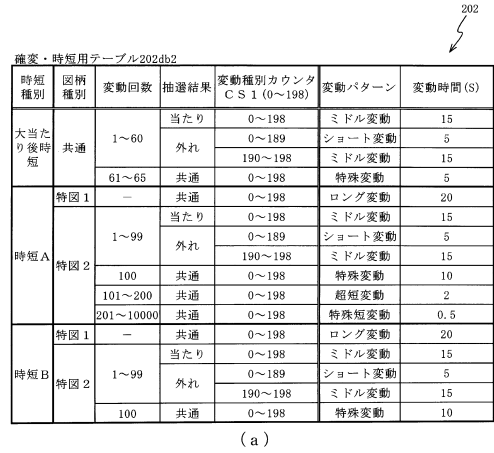 202
確変・時短用テーブル202db2
時短種別 図柄種別 変動回数 抽選結果 変動種別カウンタCS1(0～198) 変動パターン 変動時間(S)
大当たり後時短 共通 1～60 当たり 0～198 ミドル変動 15
外れ 0～189 ショート変動 5
190～198 ミドル変動 15
61～65 共通 0～198 特殊変動 5
時短A 特図1 － 共通 0～198 ロング変動 20
特図2 1～99 当たり 0～198 ミドル変動 15
外れ 0～189 ショート変動 5
190～198 ミドル変動 15
100 共通 0～198 特殊変動 10
101～200 共通 0～198 超短変動 2
201～10000 共通 0～198 特殊短変動 0.5
時短B 特図1 － 共通 0～198 ロング変動 20
特図2 1～99 当たり 0～198 ミドル変動 15
外れ 0～189 ショート変動 5
190～198 ミドル変動 15
100 共通 0～198 特殊変動 10
(a)